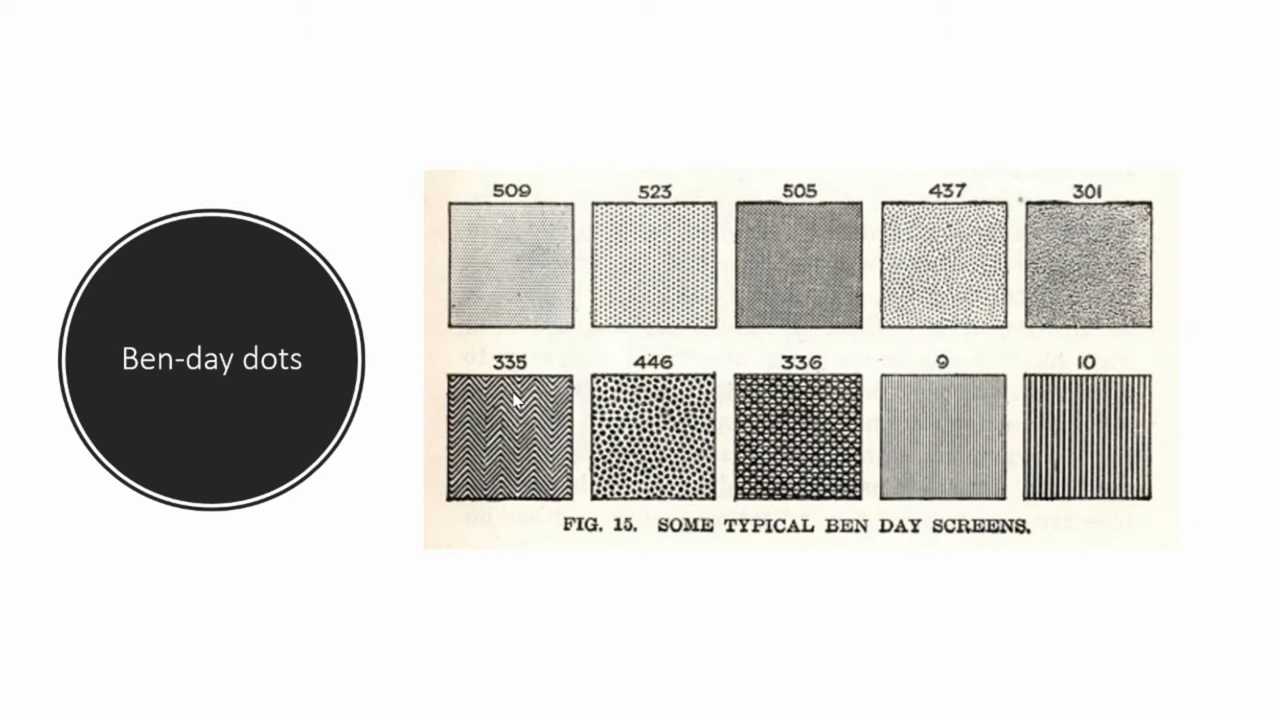 Ben-day dots
509 523 505 437 301
335 446 336 9 10
FIG. 15. SOME TYPICAL BEN DAY SCREENS.